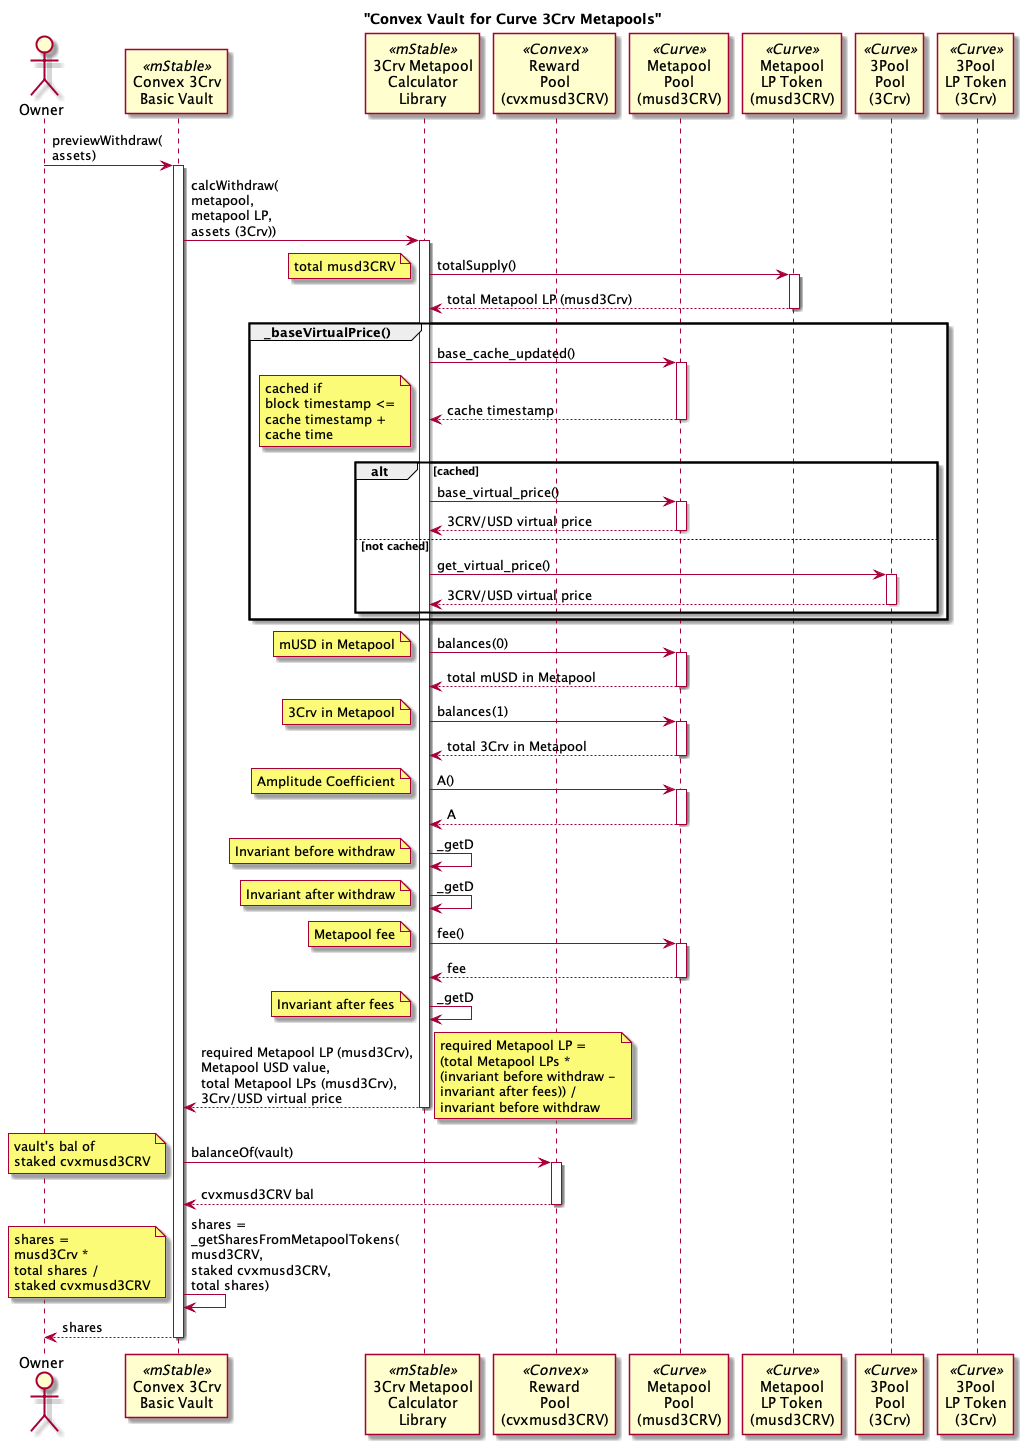 "Convex Vault for Curve 3Crv Metapools"
Owner
«mStable»
Convex 3Crv
Basic Vault
«mStable»
3Crv Metapool
Calculator
Library
«Convex»
Reward
Pool
(cvxmusd3CRV)
«Curve»
Metapool
Pool
(musd3CRV)
«Curve»
Metapool
LP Token
(musd3CRV)
«Curve»
3Pool
Pool
(3Crv)
«Curve»
3Pool
LP Token
(3Crv)
previewWithdraw(
assets)
calcWithdraw(
metapool,
metapool LP,
assets (3Crv))
total musd3CRV
totalSupply()
total Metapool LP (musd3Crv)
_baseVirtualPrice()
base_cache_updated()
cached if
block timestamp <=
cache timestamp +
cache time
cache timestamp
alt
[cached]
base_virtual_price()
3CRV/USD virtual price
[not cached]
get_virtual_price()
3CRV/USD virtual price
mUSD in Metapool
balances(0)
total mUSD in Metapool
3Crv in Metapool
balances(1)
total 3Crv in Metapool
Amplitude Coefficient
A()
A
Invariant before withdraw
_getD
Invariant after withdraw
_getD
Metapool fee
fee()
fee
Invariant after fees
_getD
required Metapool LP (musd3Crv),
Metapool USD value,
total Metapool LPs (musd3Crv),
3Crv/USD virtual price
required Metapool LP =
(total Metapool LPs *
(invariant before withdraw -
invariant after fees)) /
invariant before withdraw
vault's bal of
staked cvxmusd3CRV
balanceOf(vault)
cvxmusd3CRV bal
shares =
musd3Crv *
total shares /
staked cvxmusd3CRV
shares =
_getSharesFromMetapoolTokens(
musd3CRV,
staked cvxmusd3CRV,
total shares)
shares
Owner
«mStable»
Convex 3Crv
Basic Vault
«mStable»
3Crv Metapool
Calculator
Library
«Convex»
Reward
Pool
(cvxmusd3CRV)
«Curve»
Metapool
Pool
(musd3CRV)
«Curve»
Metapool
LP Token
(musd3CRV)
«Curve»
3Pool
Pool
(3Crv)
«Curve»
3Pool
LP Token
(3Crv)